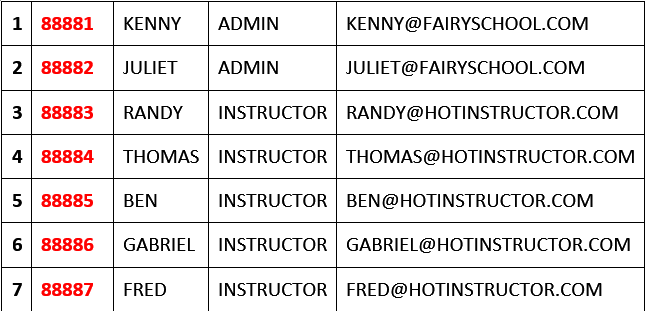 1 88881 KENNY ADMIN KENNY@FAIRYSCHOOL.COM
2 88882 JULIET ADMIN JULIET@FAIRYSCHOOL.COM
3 88883 RANDY INSTRUCTOR RANDY@HOTINSTRUCTOR.COM
4 88884 THOMAS INSTRUCTOR THOMAS@HOTINSTRUCTOR.COM
5 88885 BEN INSTRUCTOR BEN@HOTINSTRUCTOR.COM
6 88886 GABRIEL INSTRUCTOR GABRIEL@HOTINSTRUCTOR.COM
7 88887 FRED INSTRUCTOR FRED@HOTINSTRUCTOR.COM